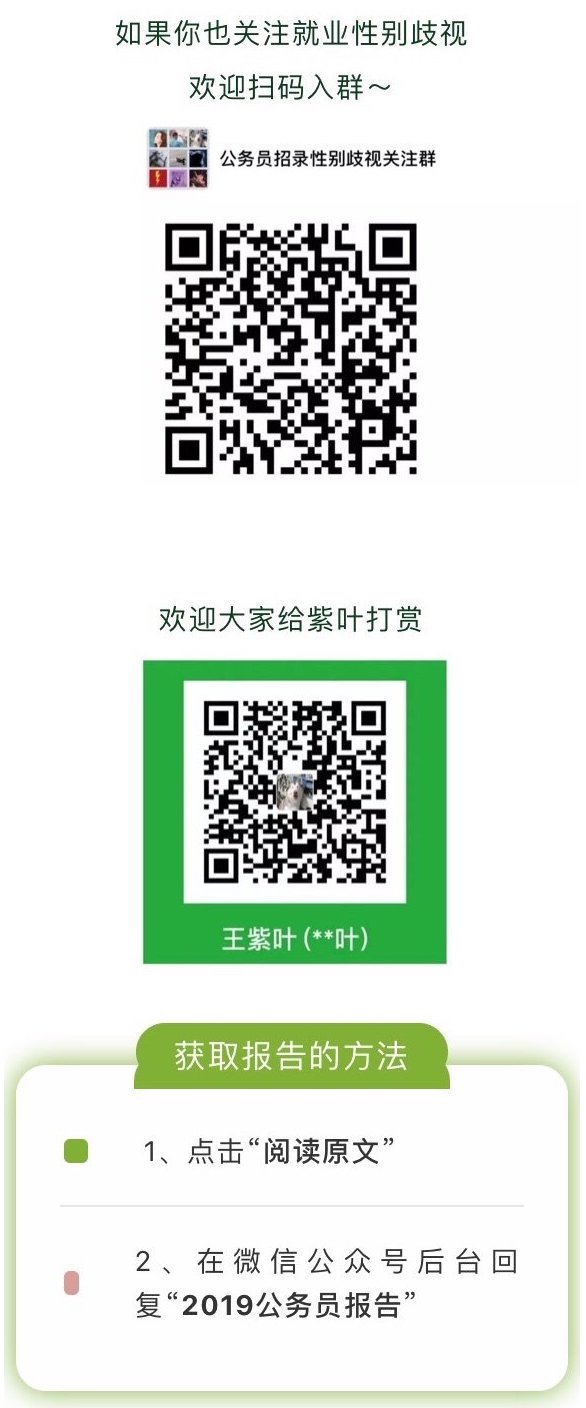 如果你也关注就业性别歧视
欢迎扫码入群～
公务员招录性别歧视关注群
欢迎大家给紫叶打赏
王紫叶(**叶)
获取报告的方法
1、点击“阅读原文”
2、在微信公众号后台回
复“2019公务员报告”